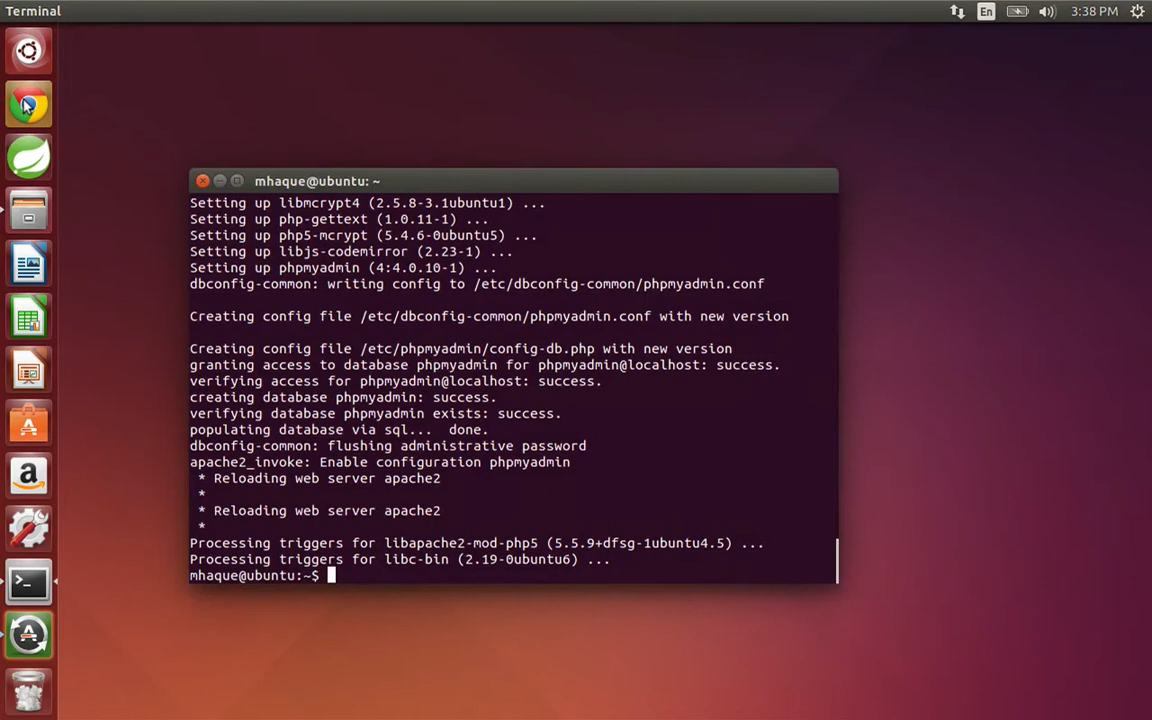 Terminal
En
3:38 PM
mhaque@ubuntu: ~
Setting up libmcrypt4 (2.5.8-3.1ubuntu1) ...
Setting up php-gettext (1.0.11-1) ...
Setting up php5-mcrypt (5.4.6-0ubuntu5) ...
Setting up libjs-codemirror (2.23-1) ...
Setting up phpmyadmin (4:4.0.10-1) ...
dbconfig-common: writing config to /etc/dbconfig-common/phpmyadmin.conf
Creating config file /etc/dbconfig-common/phpmyadmin.conf with new version
Creating config file /etc/phpmyadmin/config-db.php with new version
granting access to database phpmyadmin for phpmyadmin@localhost: success.
verifying access for phpmyadmin@localhost: success.
creating database phpmyadmin: success.
verifying database phpmyadmin exists: success.
populating database via sql...  done.
dbconfig-common: flushing administrative password
apache2_invoke: Enable configuration phpmyadmin
 * Reloading web server apache2
 *
 * Reloading web server apache2
 *
Processing triggers for libapache2-mod-php5 (5.5.9+dfsg-1ubuntu4.5) ...
Processing triggers for libc-bin (2.19-0ubuntu6) ...
mhaque@ubuntu:~$